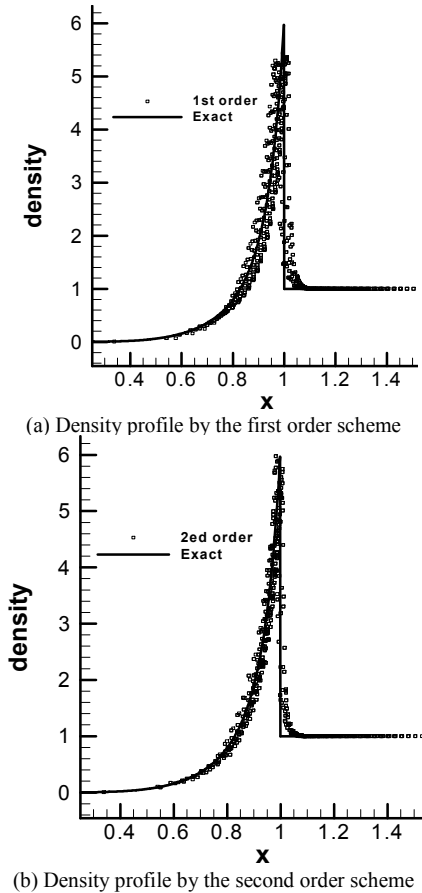 6
5
4
3
2
1
0
density
1st order
Exact
0.4 0.6 0.8 1 1.2 1.4
x
(a) Density profile by the first order scheme
6
5
4
3
2
1
0
density
2ed order
Exact
0.4 0.6 0.8 1 1.2 1.4
x
(b) Density profile by the second order scheme